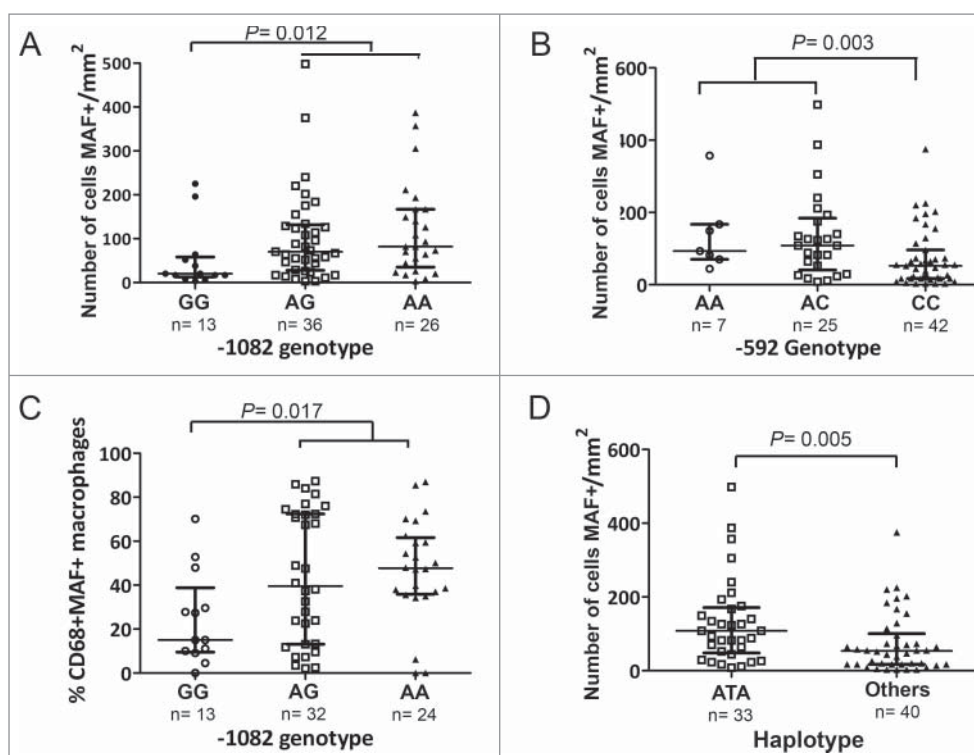 A
P= 0.012
Number of cells MAF+/mm²
500
400
300
200
100
0
GG AG AA
n= 13 n= 36 n= 26
-1082 genotype
B
P= 0.003
Number of cells MAF+/mm²
600
400
200
0
AA AC CC
n= 7 n= 25 n= 42
-592 Genotype
C
P= 0.017
% CD68+MAF+ macrophages
100
80
60
40
20
0
GG AG AA
n= 13 n= 32 n= 24
-1082 genotype
D
P= 0.005
Number of cells MAF+/mm²
600
400
200
0
ATA Others
n= 33 n= 40
Haplotype